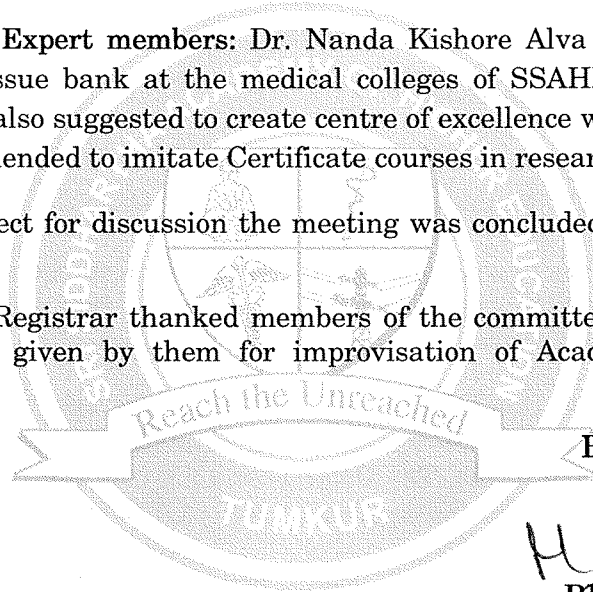 Expert members: Dr. Nanda Kishore Alva
ssue bank at the medical colleges of SSAH
also suggested to create centre of excellence w
ended to imitate Certificate courses in resear
ect for discussion the meeting was concluded
Registrar thanked members of the committe
given by them for improvisation of Acad
Reach the Unreached
TUMKUR